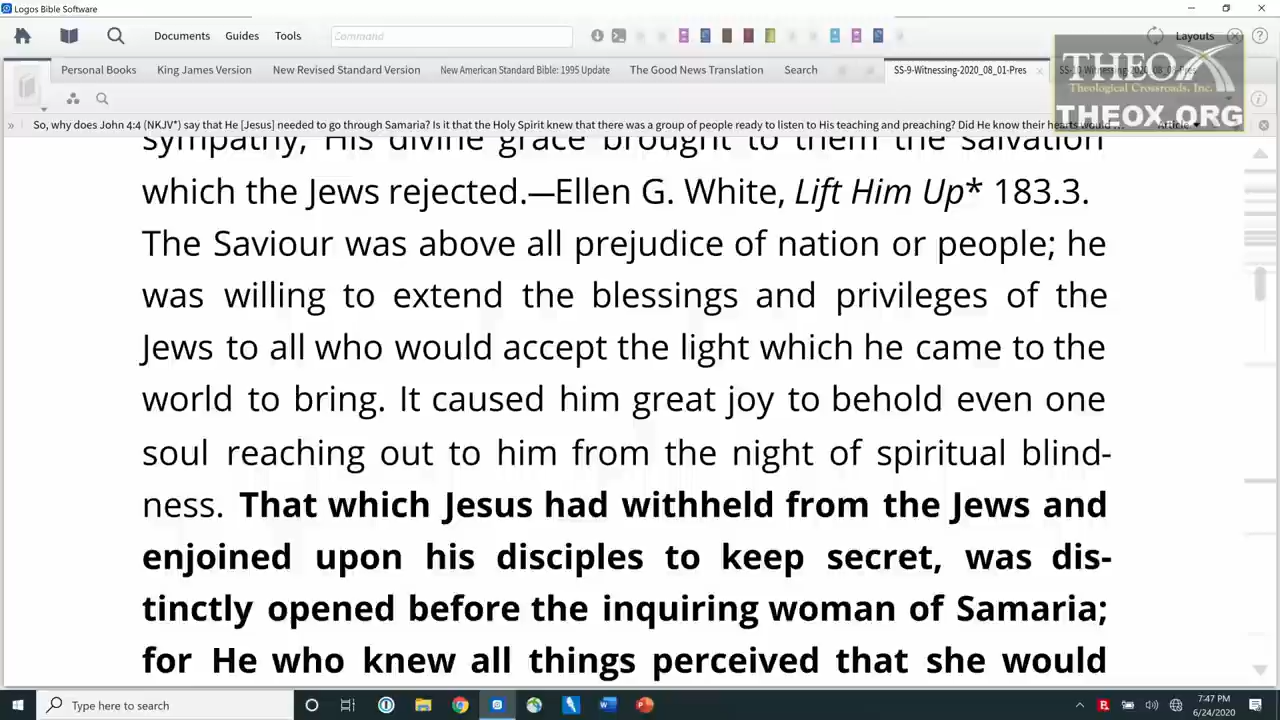 Logos Bible Software
Documents Guides Tools Command Layouts
Personal Books King James Version New Revised Stan New American Standard Bible: 1995 Update The Good News Translation Search SS-9-Witnessing-2020_08_01-Pres
THEOX
Theological Crossroads, Inc.
THEOX.ORG
So, why does John 4:4 (NKJV*) say that He [Jesus] needed to go through Samaria? Is it that the Holy Spirit knew that there was a group of people ready to listen to His teaching and preaching? Did He know their hearts would ... Article
sympathy, His divine grace brought to them the salvation
which the Jews rejected.—Ellen G. White, Lift Him Up* 183.3.
The Saviour was above all prejudice of nation or people; he
was willing to extend the blessings and privileges of the
Jews to all who would accept the light which he came to the
world to bring. It caused him great joy to behold even one
soul reaching out to him from the night of spiritual blind-
ness. That which Jesus had withheld from the Jews and
enjoined upon his disciples to keep secret, was dis-
tinctly opened before the inquiring woman of Samaria;
for He who knew all things perceived that she would
Type here to search
7:47 PM
6/24/2020